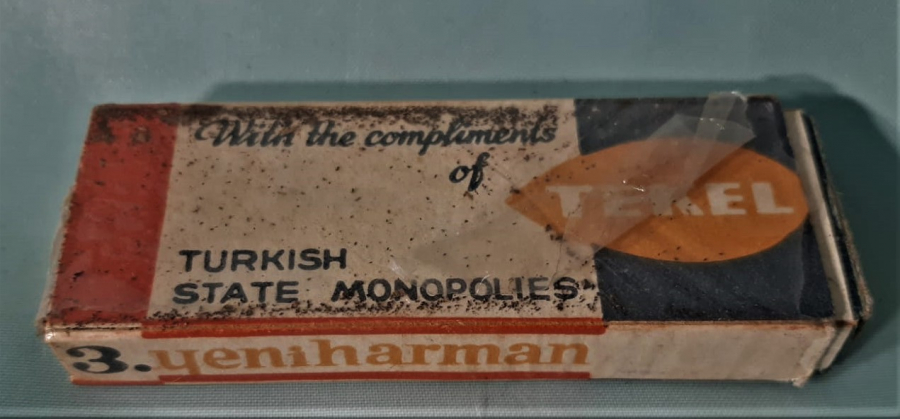 With the compliments
of
TEKEL
TURKISH
STATE MONOPOLIES
3. yeniharman